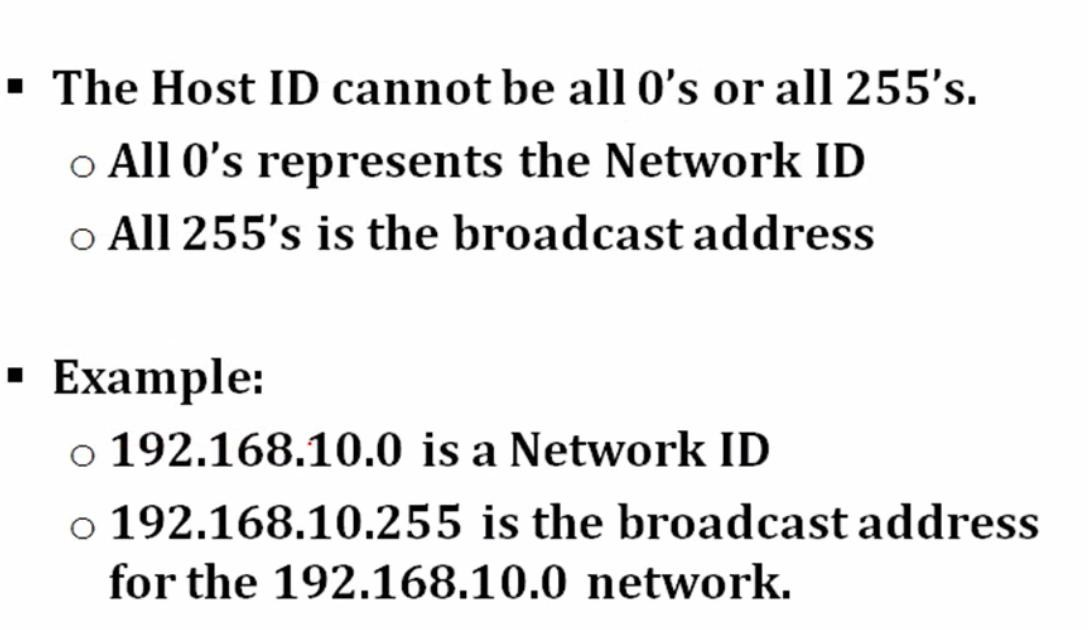 ▪ The Host ID cannot be all 0's or all 255's.
o All 0's represents the Network ID
o All 255's is the broadcast address
▪ Example:
o 192.168.10.0 is a Network ID
o 192.168.10.255 is the broadcast address
for the 192.168.10.0 network.